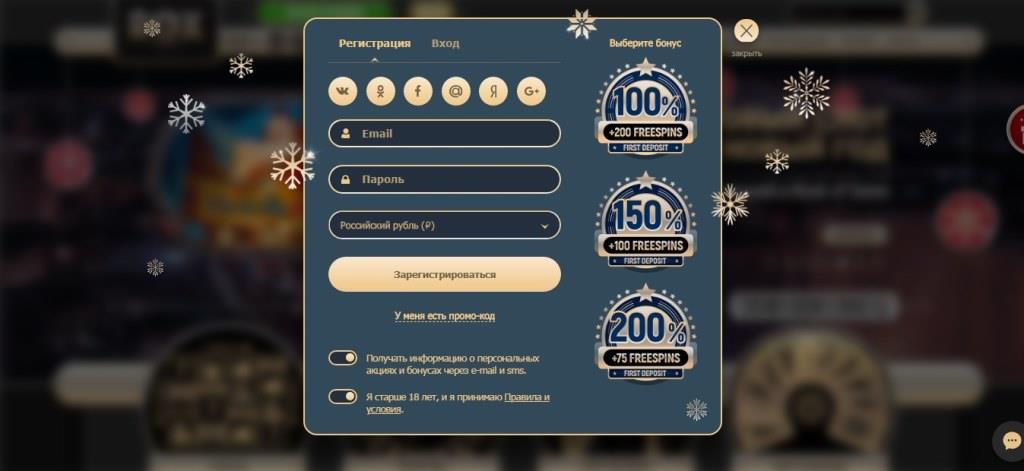 Регистрация
Вход
Выберите бонус
закрыть
Email
Пароль
Российский рубль (₽)
Зарегистрироваться
У меня есть промо-код
Получать информацию о персональных
акциях и бонусах через e-mail и sms.
Я старше 18 лет, и я принимаю Правила и
условия.
100%
+200 FREESPINS
FIRST DEPOSIT
150%
+100 FREESPINS
FIRST DEPOSIT
200%
+75 FREESPINS
FIRST DEPOSIT